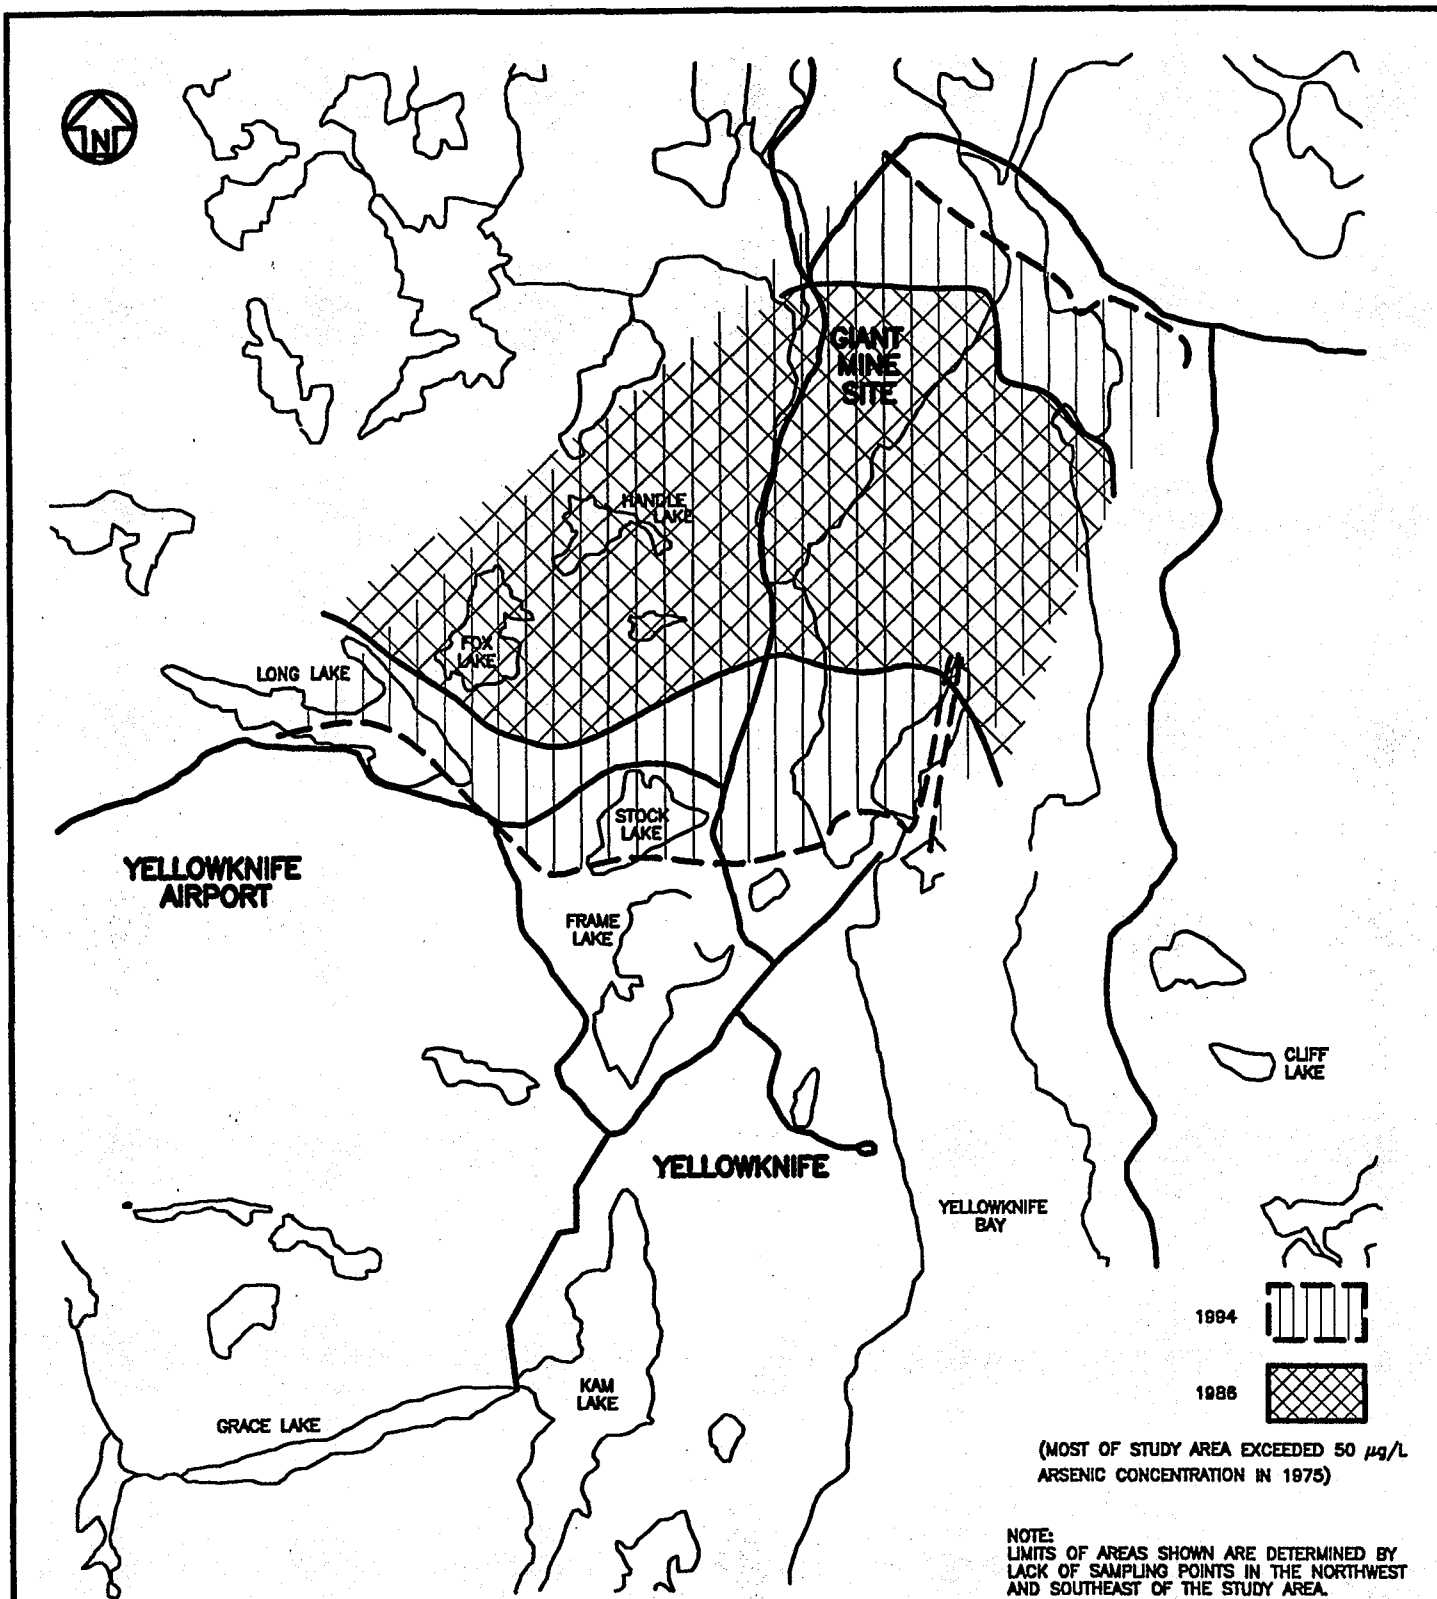 N
GIANT
MINE
SITE
HANDLE
LAKE
FOX
LAKE
LONG LAKE
STOCK
LAKE
YELLOWKNIFE
AIRPORT
FRAME
LAKE
CLIFF
LAKE
YELLOWKNIFE
YELLOWKNIFE
BAY
1994
KAM
LAKE
1986
GRACE LAKE
(MOST OF STUDY AREA EXCEEDED 50 µg/L
ARSENIC CONCENTRATION IN 1975)
NOTE:
LIMITS OF AREAS SHOWN ARE DETERMINED BY
LACK OF SAMPLING POINTS IN THE NORTHWEST
AND SOUTHEAST OF THE STUDY AREA.